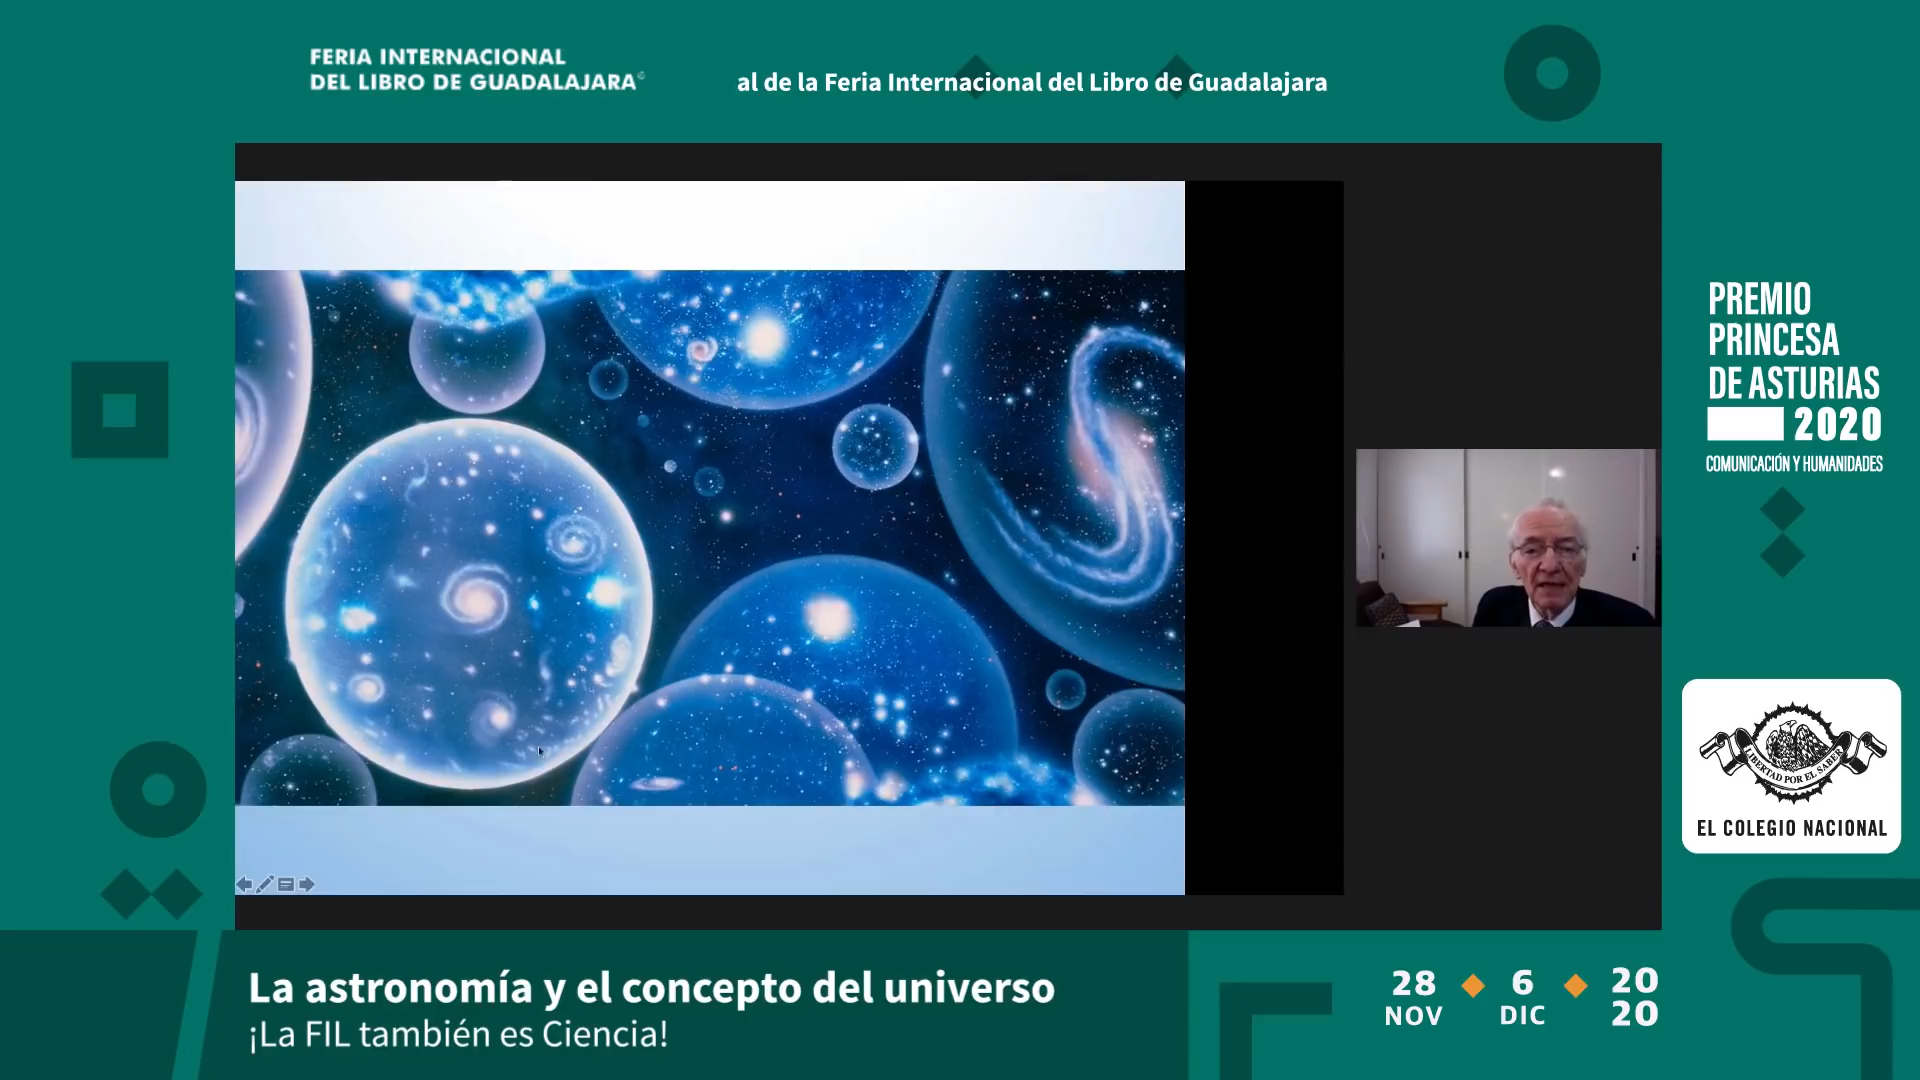 FERIA INTERNACIONAL
DEL LIBRO DE GUADALAJARA
al de la Feria Internacional del Libro de Guadalajara
PREMIO
PRINCESA
DE ASTURIAS
2020
COMUNICACIÓN Y HUMANIDADES
LIBERTAD POR EL SABER
EL COLEGIO NACIONAL
La astronomía y el concepto del universo
¡La FIL también es Ciencia!
28 6 20
NOV DIC 20